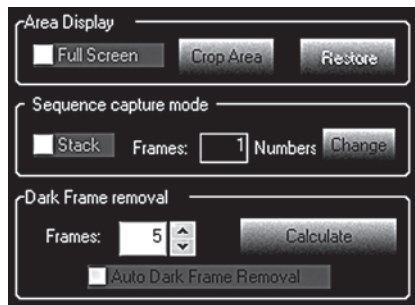 Area Display
Full Screen Crop Area Restore
Sequence capture mode
Stack Frames: 1 Numbers Change
Dark Frame removal
Frames: 5 Calculate
Auto Dark Frame Removal